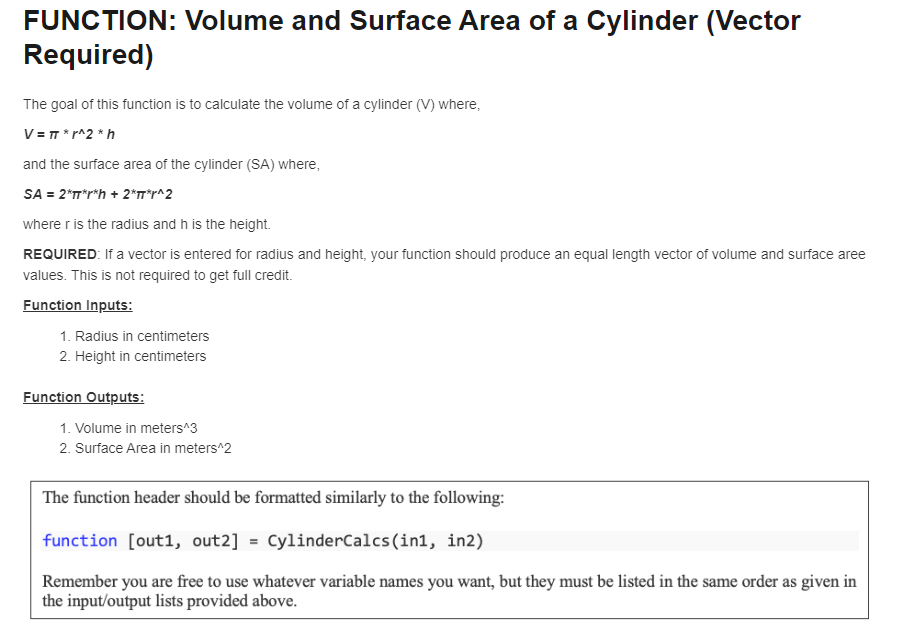 FUNCTION: Volume and Surface Area of a Cylinder (Vector
Required)
The goal of this function is to calculate the volume of a cylinder (V) where,
V = π * r^2 * h
and the surface area of the cylinder (SA) where,
SA = 2*π*r*h + 2*π*r^2
where r is the radius and h is the height.
REQUIRED: If a vector is entered for radius and height, your function should produce an equal length vector of volume and surface aree
values. This is not required to get full credit.
Function Inputs:
1. Radius in centimeters
2. Height in centimeters
Function Outputs:
1. Volume in meters^3
2. Surface Area in meters^2
The function header should be formatted similarly to the following:
function [out1, out2] = CylinderCalcs(in1, in2)
Remember you are free to use whatever variable names you want, but they must be listed in the same order as given in
the input/output lists provided above.